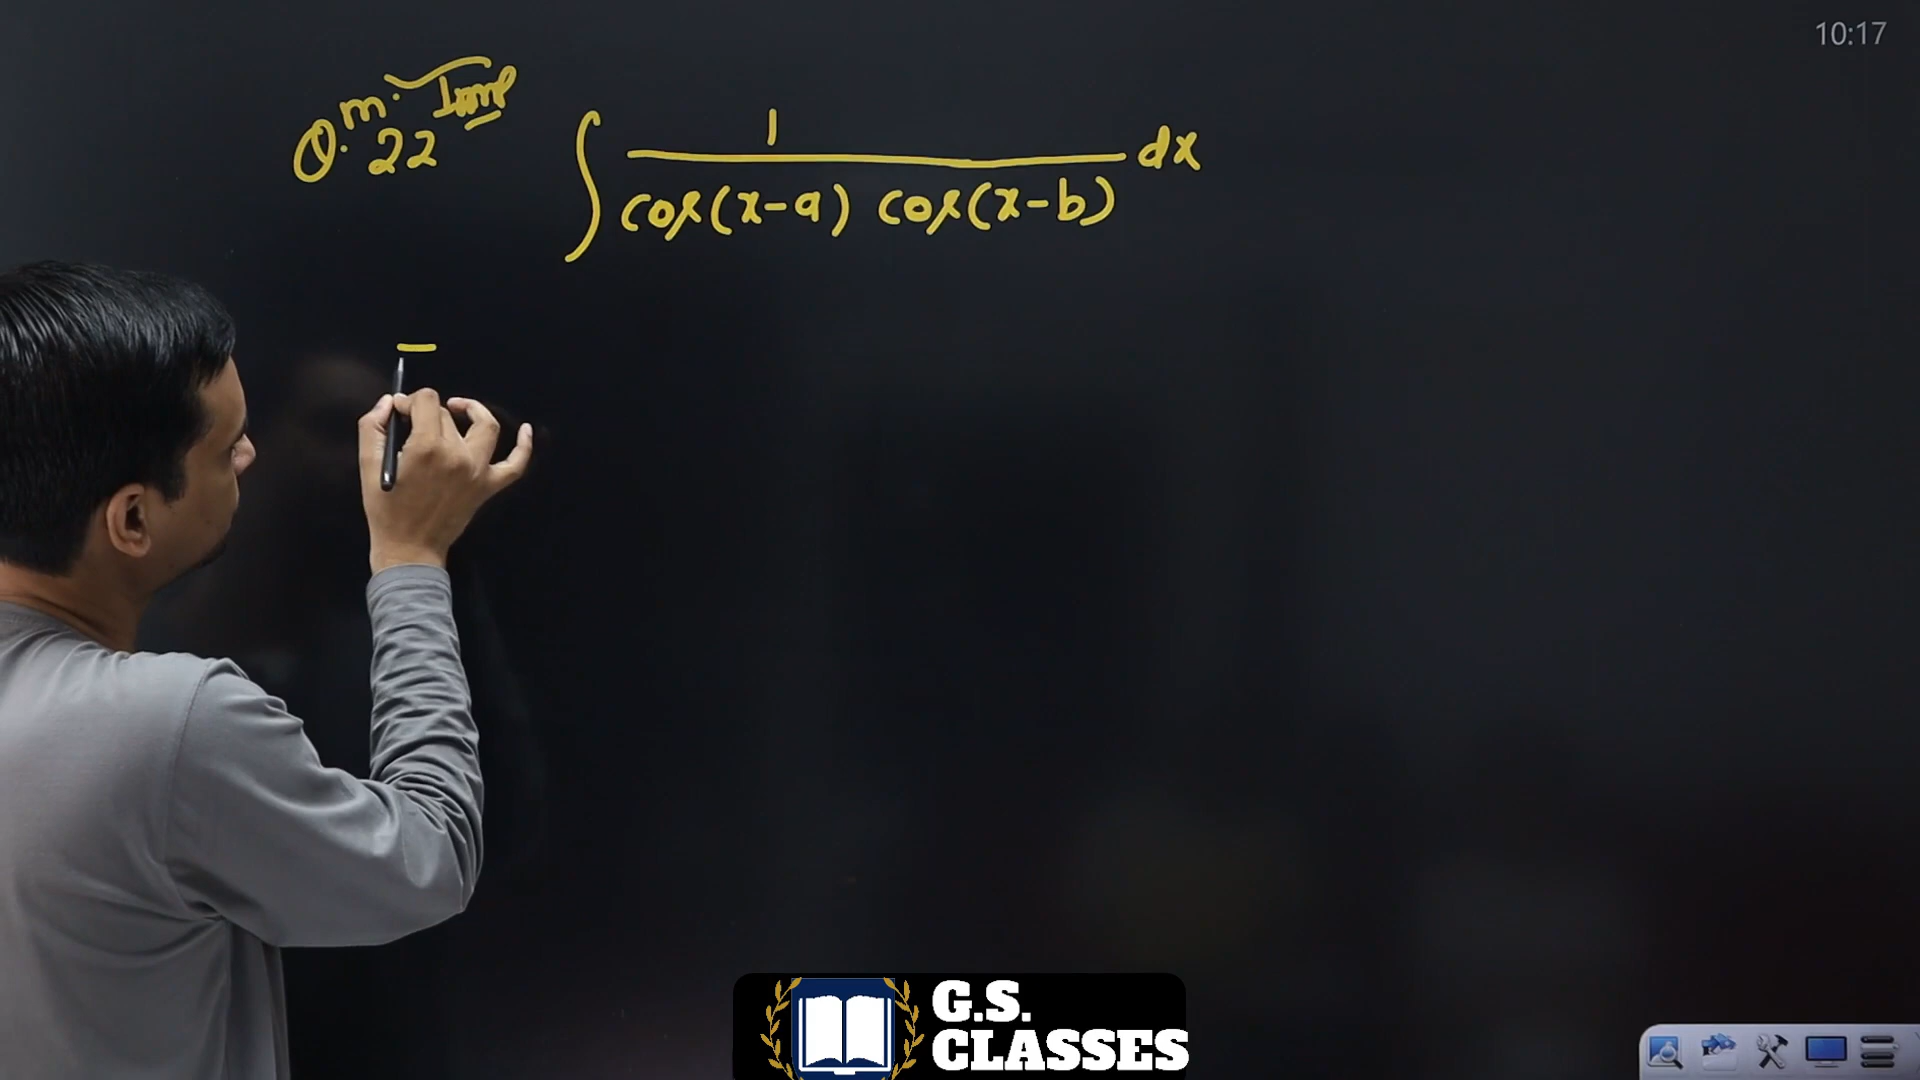 10:17
Q. 22 m. Imp ∫ 1 / cos(x-a) cos(x-b) dx
G.S.
CLASSES